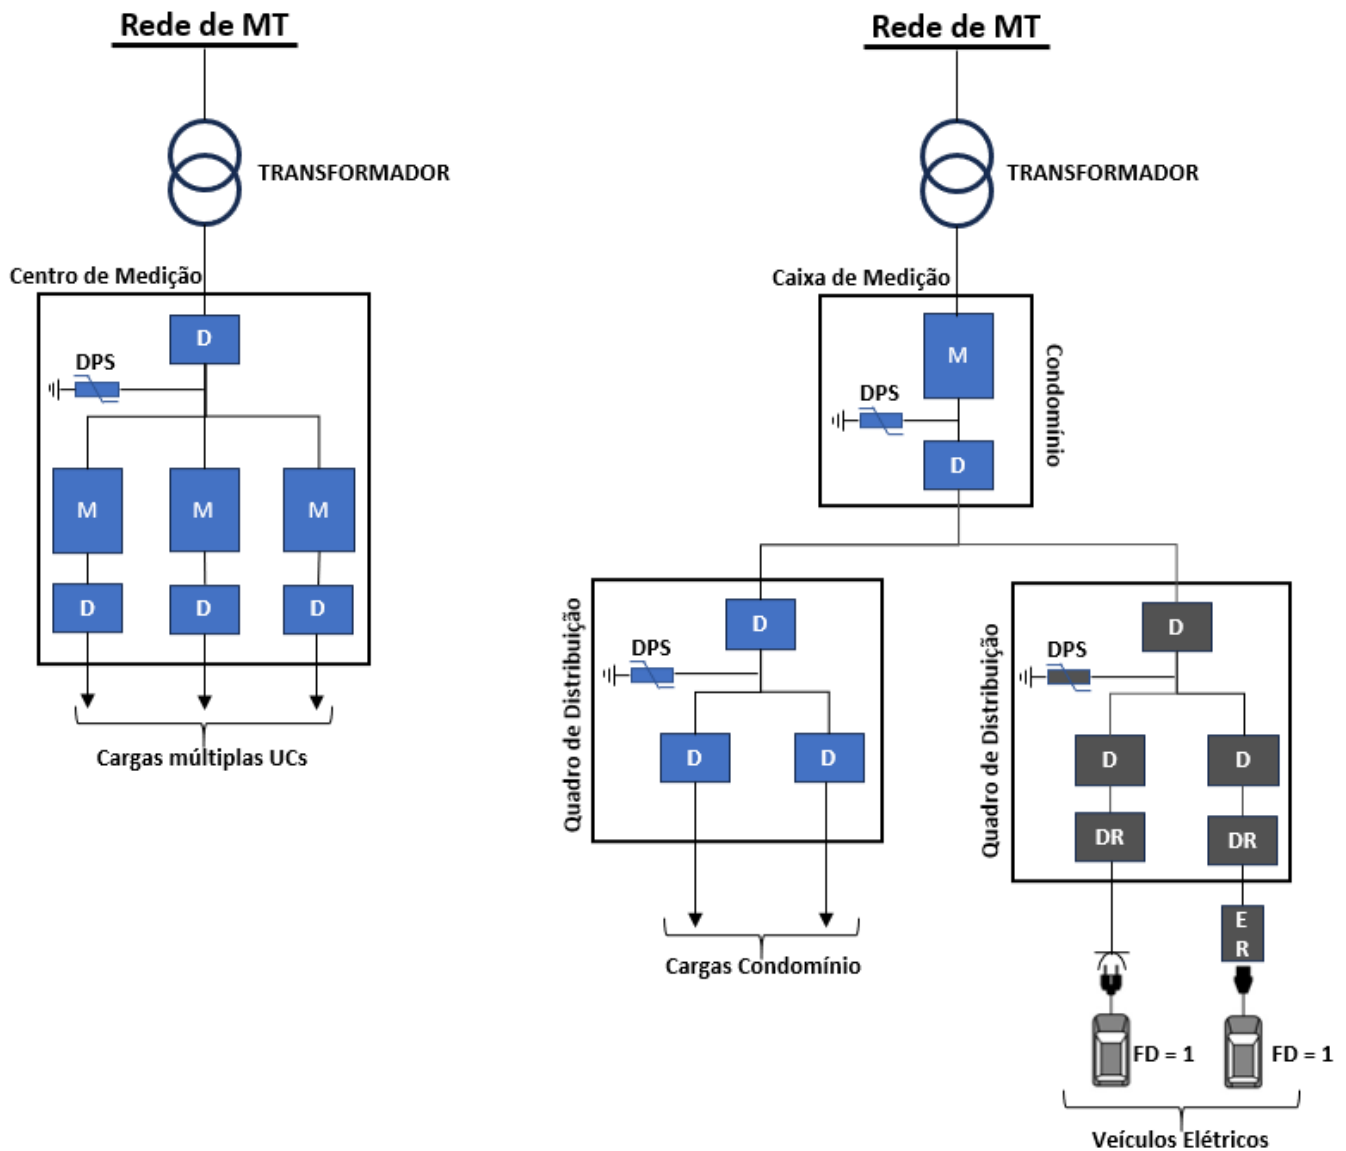 Rede de MT
TRANSFORMADOR
Centro de Medição
D
DPS
M
M
M
D
D
D
Cargas múltiplas UCs
Rede de MT
TRANSFORMADOR
Caixa de Medição
M
DPS
D
Condomínio
Quadro de Distribuição
D
DPS
D
D
Cargas Condomínio
Quadro de Distribuição
D
DPS
D
D
DR
DR
E
R
FD = 1
FD = 1
Veículos Elétricos